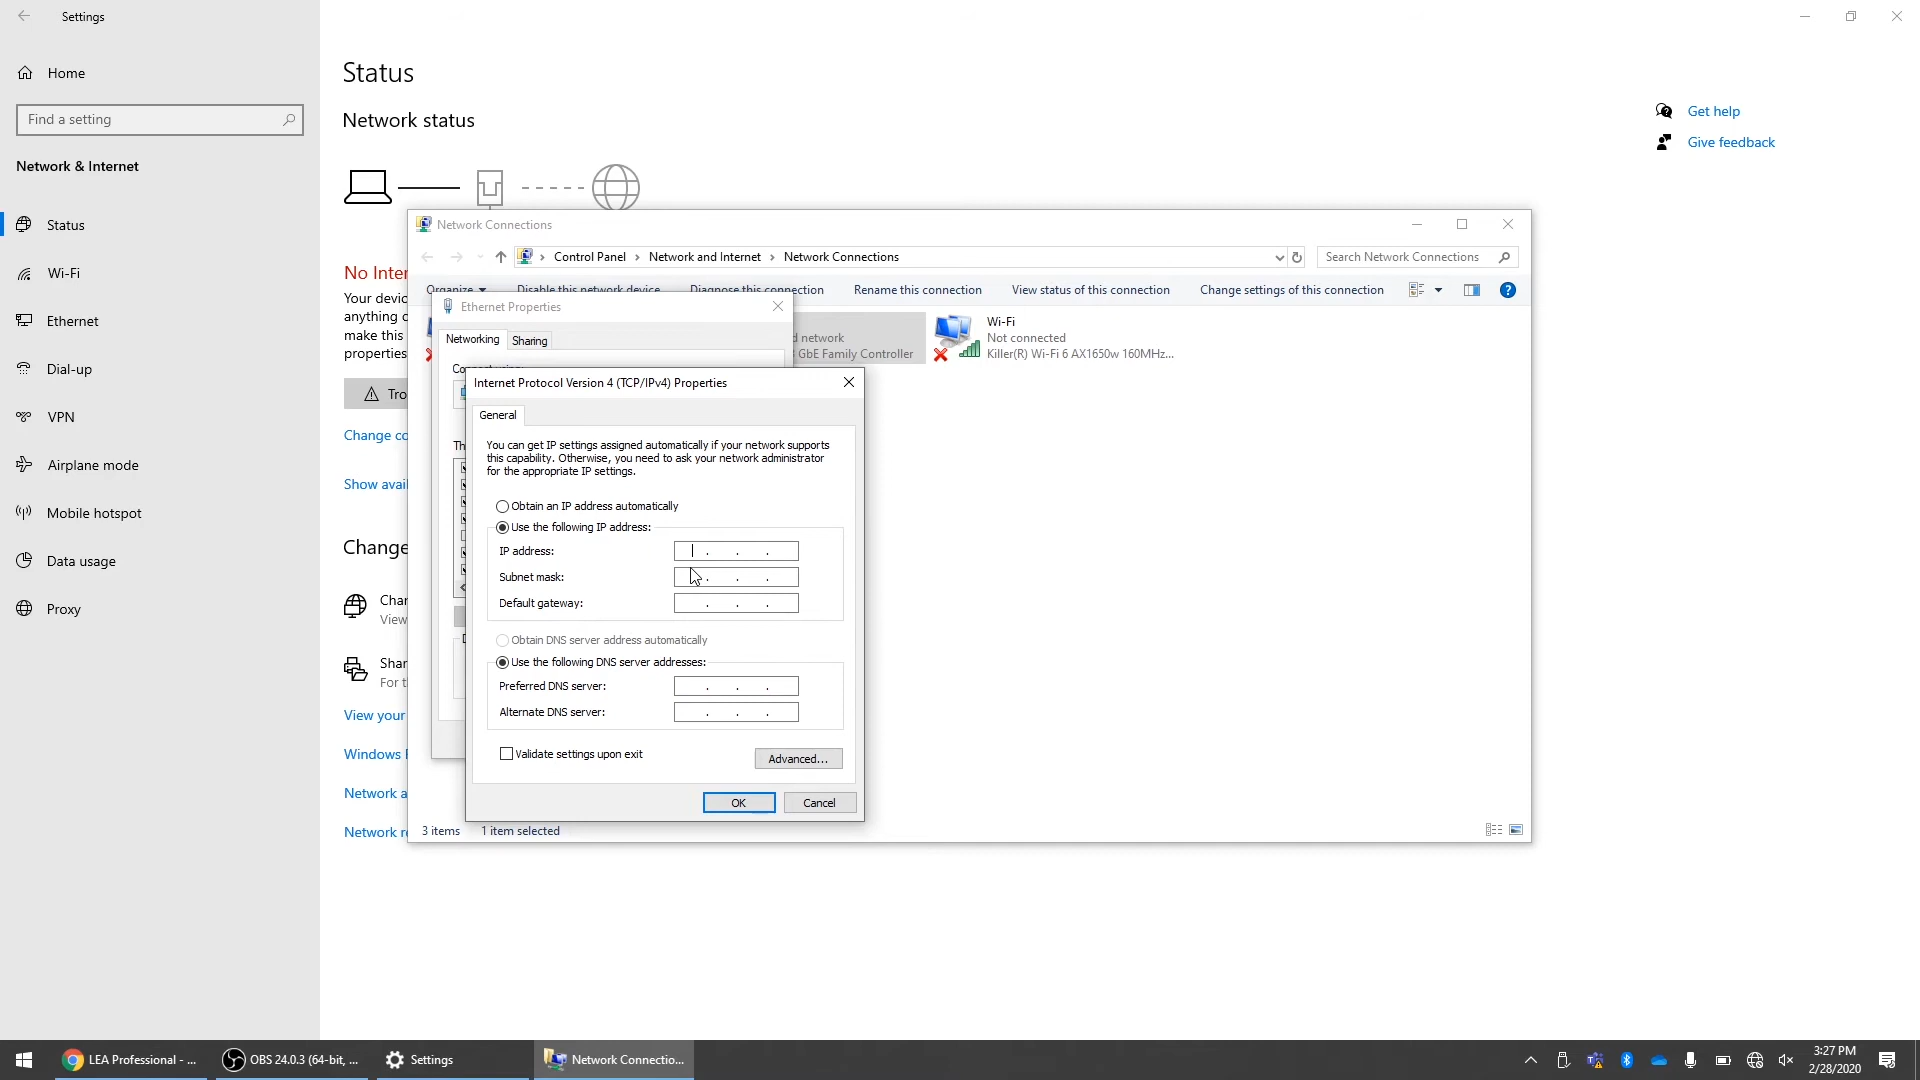 Settings
Home
Find a setting
Network & Internet
Status
Wi-Fi
Ethernet
Dial-up
VPN
Airplane mode
Mobile hotspot
Data usage
Proxy
Status
Network status
No Inter
Your devic
anything c
make this
properties
Tro
Change co
Show avail
Change
Char
View
Shar
For t
View your
Windows F
Network a
Network re
Get help
Give feedback
Network Connections
Control Panel › Network and Internet › Network Connections
Search Network Connections
Organize Disable this network device Diagnose this connection Rename this connection View status of this connection Change settings of this connection
d network
GbE Family Controller
Wi-Fi
Not connected
Killer(R) Wi-Fi 6 AX1650w 160MHz...
3 items 1 item selected
Ethernet Properties
Networking Sharing
Th
Internet Protocol Version 4 (TCP/IPv4) Properties
General
You can get IP settings assigned automatically if your network supports
this capability. Otherwise, you need to ask your network administrator
for the appropriate IP settings.
Obtain an IP address automatically
Use the following IP address:
IP address: . . .
Subnet mask: . . .
Default gateway: . . .
Obtain DNS server address automatically
Use the following DNS server addresses:
Preferred DNS server: . . .
Alternate DNS server: . . .
Validate settings upon exit
Advanced...
OK Cancel
LEA Professional - ...
OBS 24.0.3 (64-bit, ...
Settings
Network Connectio...
3:27 PM
2/28/2020